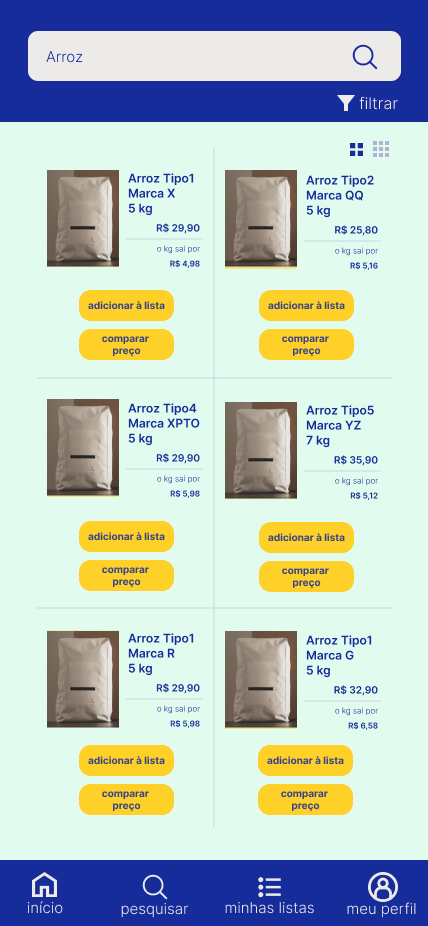 Arroz
filtrar
Arroz Tipo1
Marca X
5 kg
R$ 29,90
o kg sai por
R$ 4,98
adicionar à lista
comparar
preço
Arroz Tipo2
Marca QQ
5 kg
R$ 25,80
o kg sai por
R$ 5,16
adicionar à lista
comparar
preço
Arroz Tipo4
Marca XPTO
5 kg
R$ 29,90
o kg sai por
R$ 5,98
adicionar à lista
comparar
preço
Arroz Tipo5
Marca YZ
7 kg
R$ 35,90
o kg sai por
R$ 5,12
adicionar à lista
comparar
preço
Arroz Tipo1
Marca R
5 kg
R$ 29,90
o kg sai por
R$ 5,98
adicionar à lista
comparar
preço
Arroz Tipo1
Marca G
5 kg
R$ 32,90
o kg sai por
R$ 6,58
adicionar à lista
comparar
preço
início
pesquisar
minhas listas
meu perfil